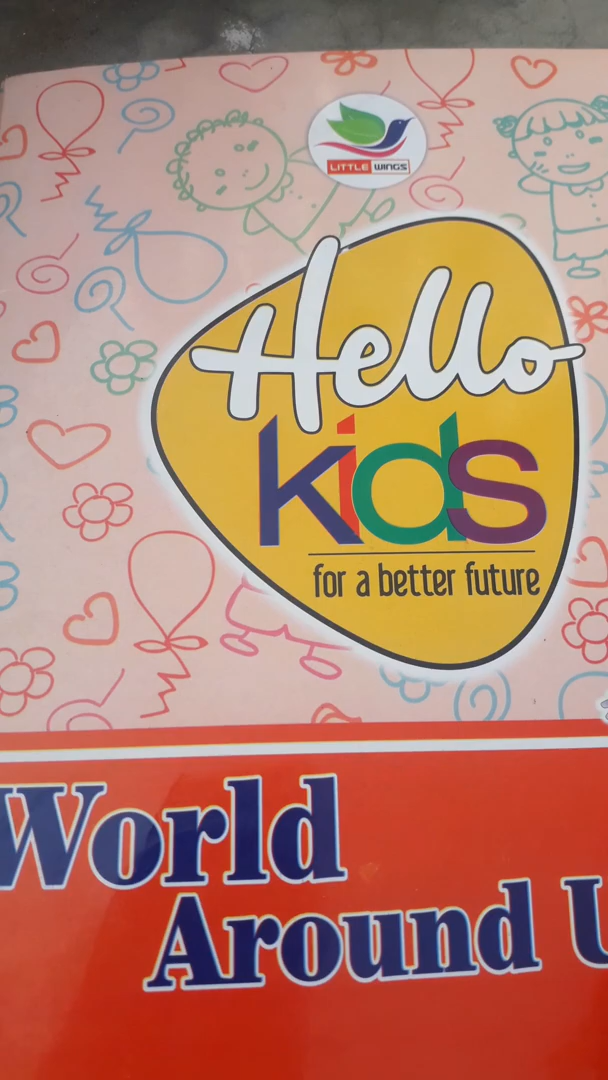 LITTLE WINGS
Hello
kids
for a better future
World
Around U